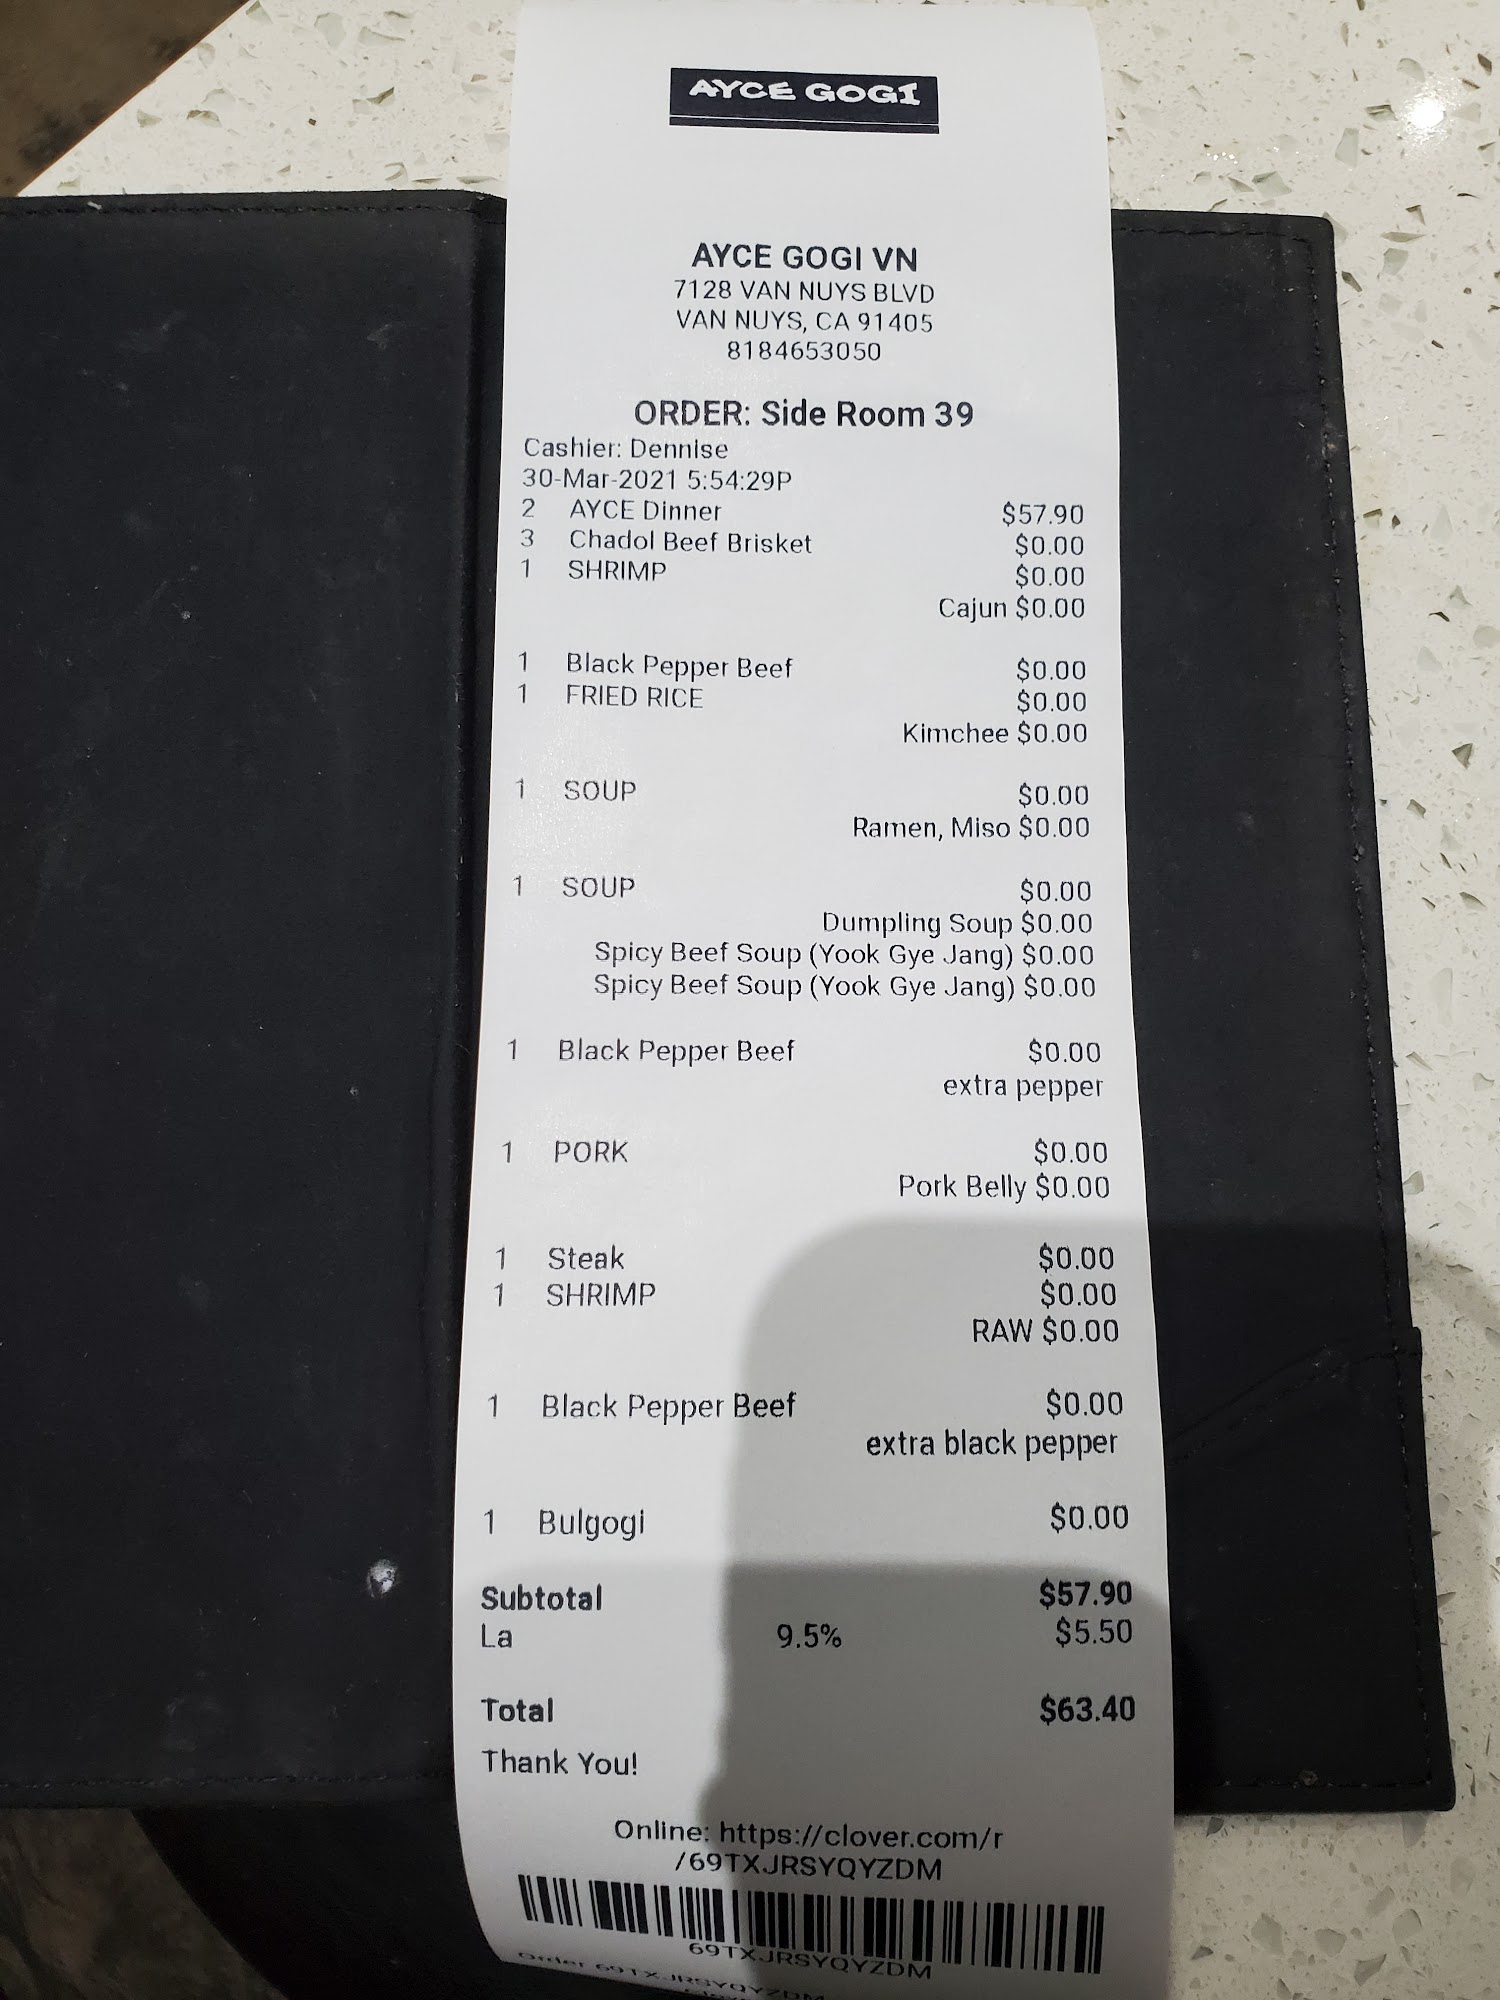 AYCE GOGI
AYCE GOGI VN
7128 VAN NUYS BLVD
VAN NUYS, CA 91405
8184653050
ORDER: Side Room 39
Cashier: Dennise
30-Mar-2021 5:54:29P
2 AYCE Dinner $57.90
3 Chadol Beef Brisket $0.00
1 SHRIMP $0.00
Cajun $0.00
1 Black Pepper Beef $0.00
1 FRIED RICE $0.00
Kimchee $0.00
1 SOUP $0.00
Ramen, Miso $0.00
1 SOUP $0.00
Dumpling Soup $0.00
Spicy Beef Soup (Yook Gye Jang) $0.00
Spicy Beef Soup (Yook Gye Jang) $0.00
1 Black Pepper Beef $0.00
extra pepper
1 PORK $0.00
Pork Belly $0.00
1 Steak $0.00
1 SHRIMP $0.00
RAW $0.00
1 Black Pepper Beef $0.00
extra black pepper
1 Bulgogi $0.00
Subtotal $57.90
La 9.5% $5.50
Total $63.40
Thank You!
Online: https://clover.com/r
/69TXJRSYQYZDM
69TXJRSYQYZDM
Order 69TXJRSYQYZDM